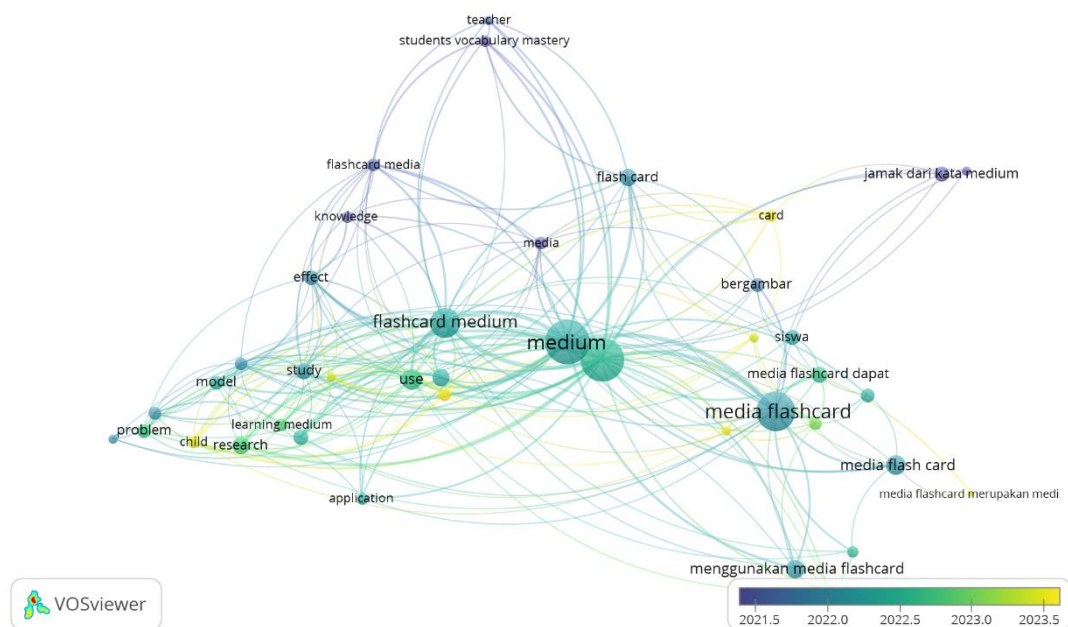 teacher
students vocabulary mastery
flashcard media
flash card
jamak dari kata medium
knowledge
card
media
effect
bergambar
flashcard medium
medium
siswa
study
model
use
media flashcard dapat
media flashcard
learning medium
problem
child
research
media flash card
application
media flashcard merupakan medi
menggunakan media flashcard
VOSviewer
2021.5 2022.0 2022.5 2023.0 2023.5